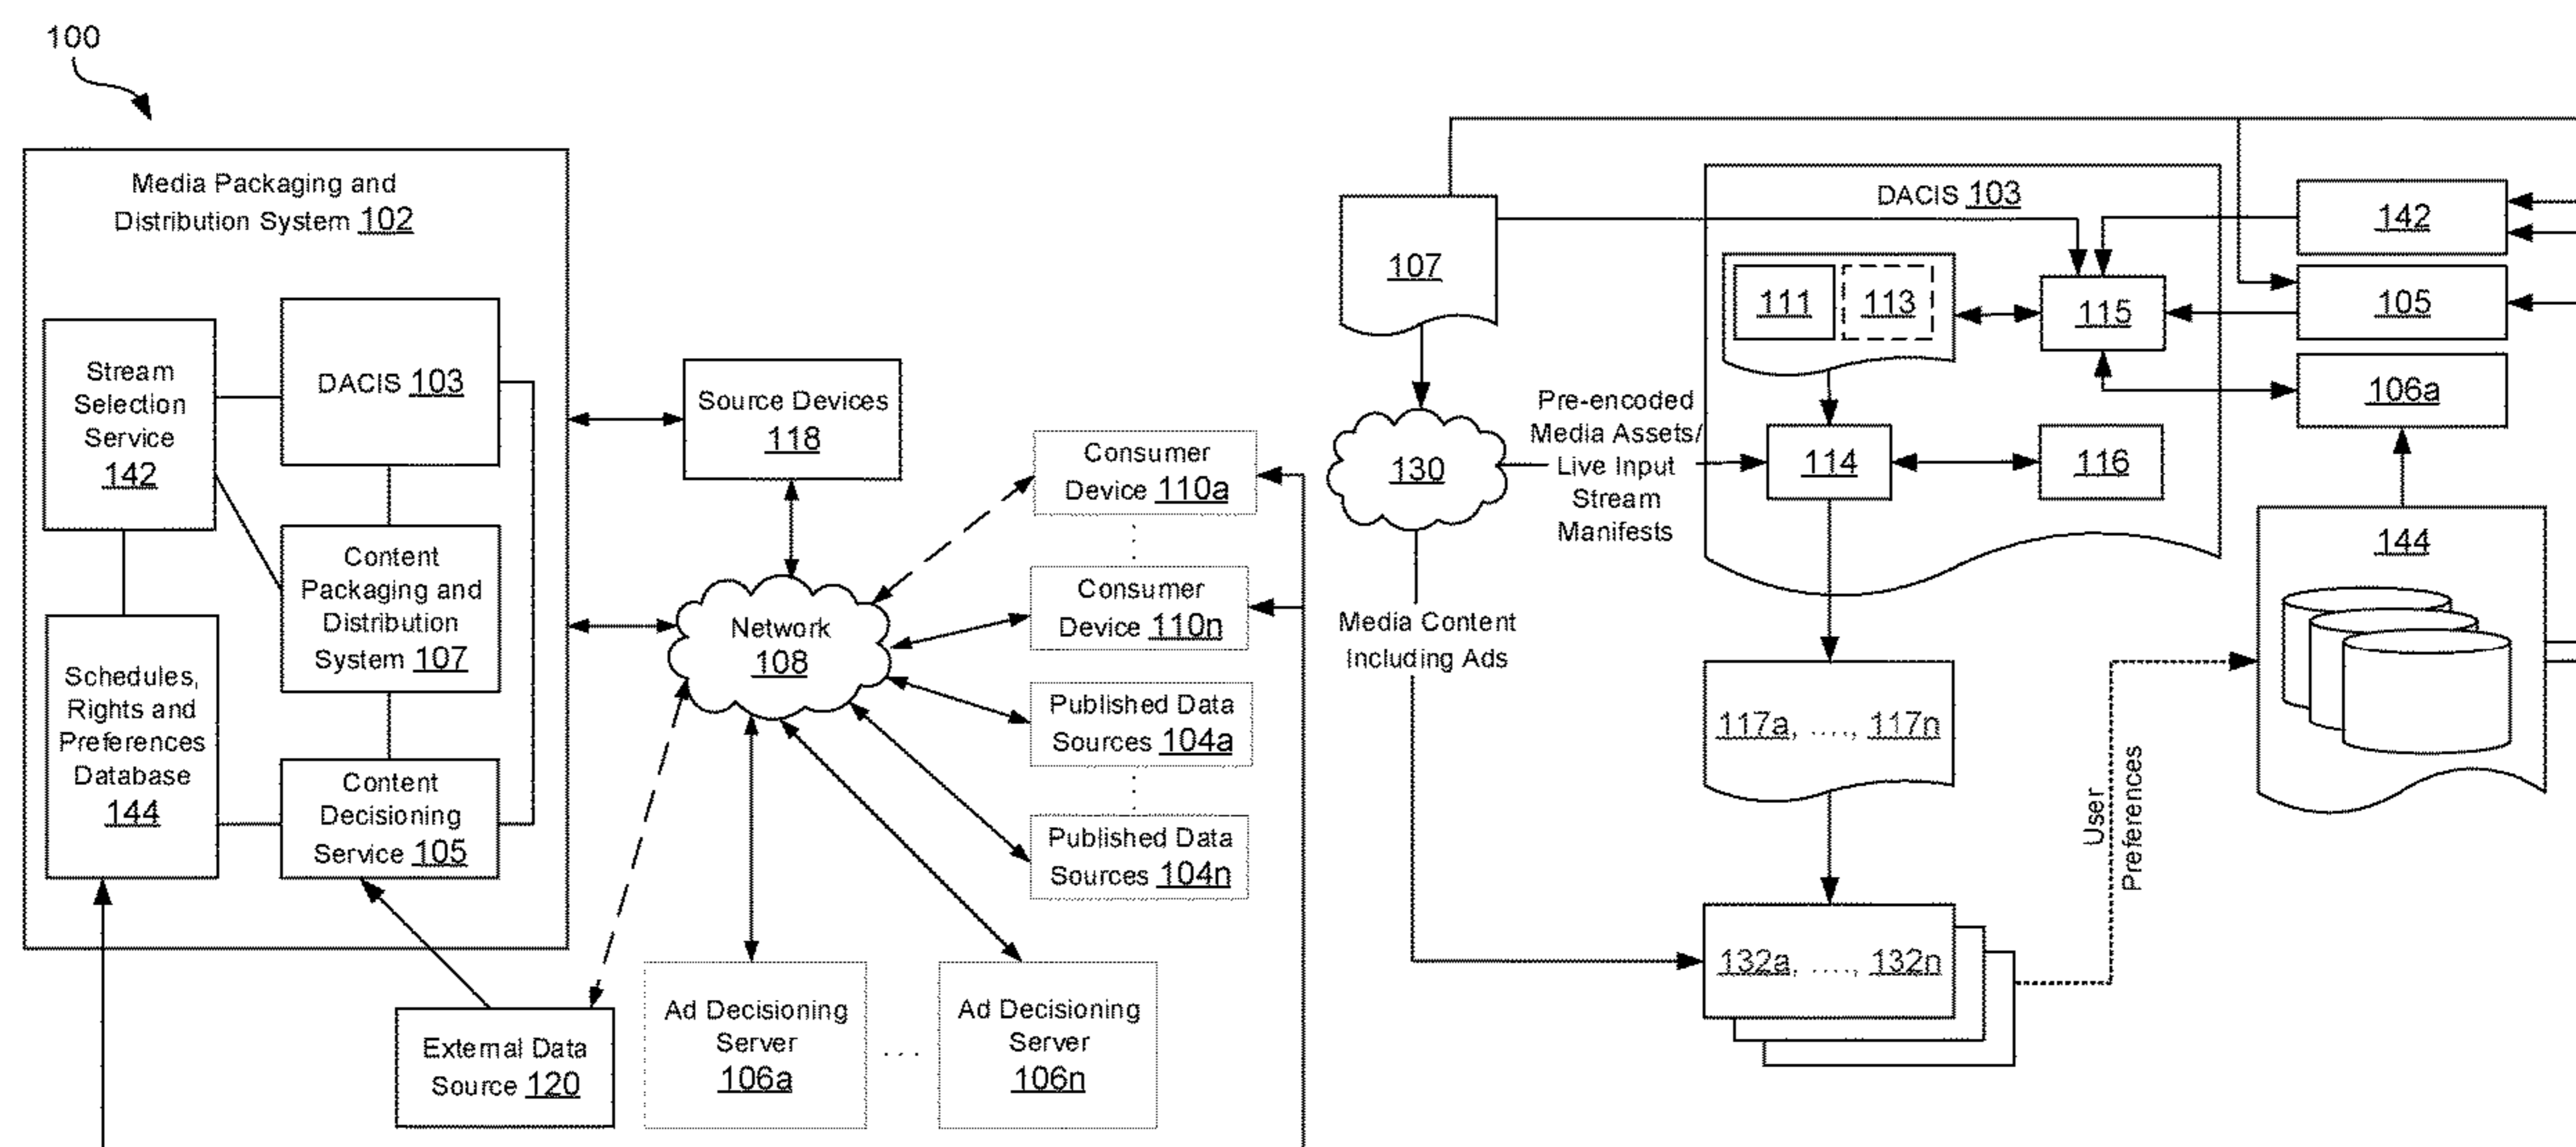 100
Media Packaging and
Distribution System 102
Stream
Selection
Service
142
DACIS 103
Content
Packaging and
Distribution
System 107
Schedules,
Rights and
Preferences
Database
144
Content
Decisioning
Service 105
External Data
Source 120
Source Devices
118
Network
108
Consumer
Device 110a
Consumer
Device 110n
Published Data
Sources 104a
Published Data
Sources 104n
Ad Decisioning
Server
106a
....
Ad Decisioning
Server
106n
107
130
Pre-encoded
Media Assets/
Live Input
Stream
Manifests
Media Content
Including Ads
DACIS 103
111
113
115
114
116
117a, ...., 117n
132a, ...., 132n
142
105
106a
144
User
Preferences